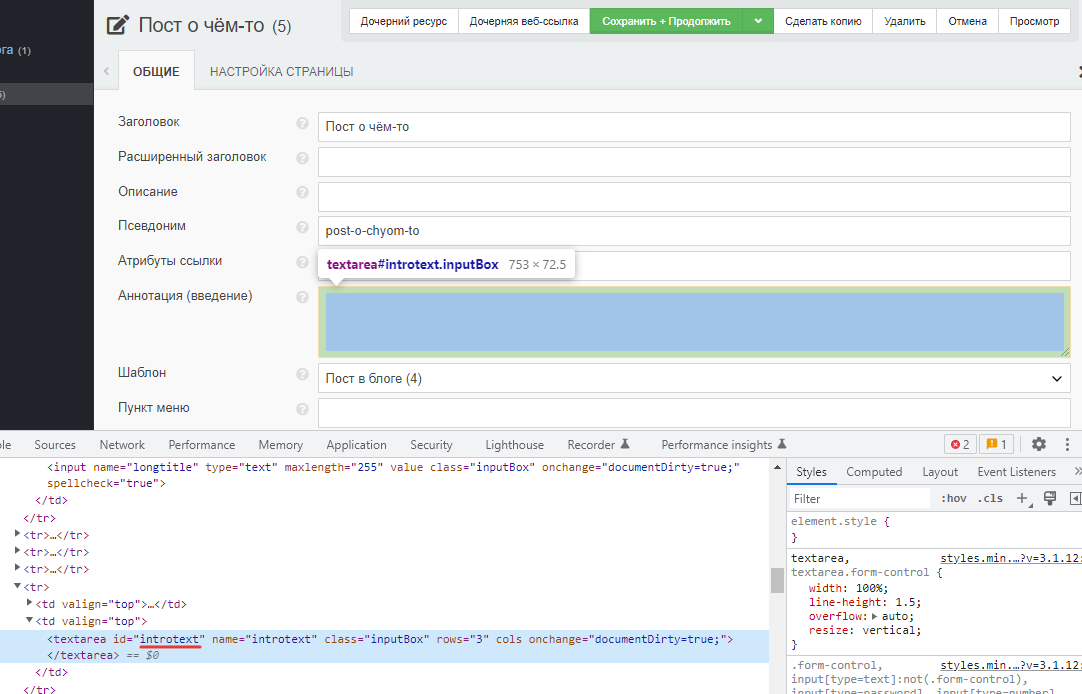 Пост о чём-то (5)
Дочерний ресурс Дочерняя веб-ссылка Сохранить + Продолжить Сделать копию Удалить Отмена Просмотр
ога (1)
5)
ОБЩИЕ НАСТРОЙКА СТРАНИЦЫ
Заголовок ? Пост о чём-то
Расширенный заголовок ?
Описание ?
Псевдоним ? post-o-chyom-to
Атрибуты ссылки ?
textarea#introtext.inputBox 753 × 72.5
Аннотация (введение) ?
Шаблон ? Пост в блоге (4)
Пункт меню ?
ole Sources Network Performance Memory Application Security Lighthouse Recorder Performance insights 2 1
<input name="longtitle" type="text" maxlength="255" value class="inputBox" onchange="documentDirty=true;"
spellcheck="true">
</td>
</tr>
<tr>…</tr>
<tr>…</tr>
<tr>…</tr>
<tr>
<td valign="top">…</td>
<td valign="top">
<textarea id="introtext" name="introtext" class="inputBox" rows="3" cols onchange="documentDirty=true;">
</textarea> == $0
</td>
</tr>
Styles Computed Layout Event Listeners »
Filter :hov .cls +
element.style {
}
textarea, styles.min.…?v=3.1.12:
textarea.form-control {
width: 100%;
line-height: 1.5;
overflow: auto;
resize: vertical;
}
.form-control, styles.min.…?v=3.1.12:
input[type=text]:not(.form-control),
input[type=password], input[type=number]